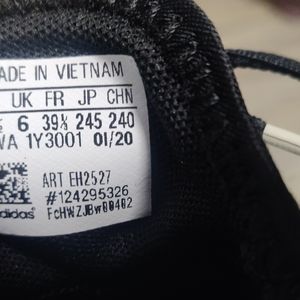 ADE IN VIETNAM
UK FR JP CHN
6 39⅓ 245 240
WA 1Y3001 01/20
ART EH2527
#124295326
adidas